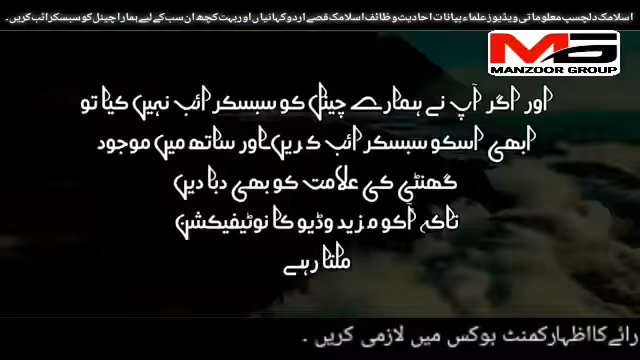 اسلامک دلچسپ معلوماتی ویڈیوز علماء بیانات احادیث وظائف اسلامک قصے اردو کہانیاں اور بہت کچھ ان سب کے لیے ہمارا چینل کو سبسکرائب کریں۔
MG
MANZOOR GROUP
اور اگر آپ نے ہمارے چینل کو سبسکرائب نہیں کیا تو
ابھی اسکو سبسکرائب کریں اور ساتھ میں موجود
گھنٹی کی علامت کو بھی دبا دیں
تاکہ آپکو مزید وڈیو کا نوٹیفیکشن
ملتا رہے
رائے کا اظہار کمنٹ بوکس میں لازمی کریں ۔